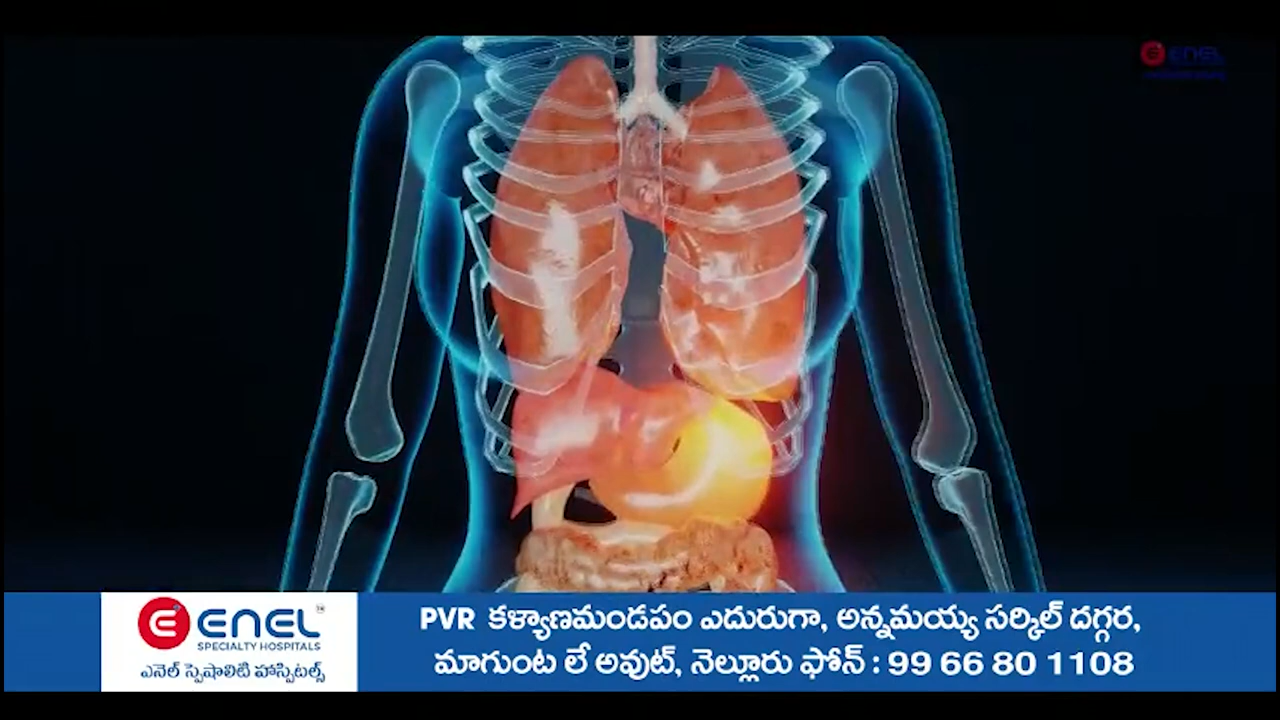 ENEL
ENEL
SPECIALTY HOSPITALS
ఎనెల్ స్పెషాలిటి హాస్పిటల్స్
PVR కళ్యాణమండపం ఎదురుగా, అన్నమయ్య సర్కిల్ దగ్గర,
మాగుంట లే అవుట్, నెల్లూరు ఫోన్ : 99 66 80 1108